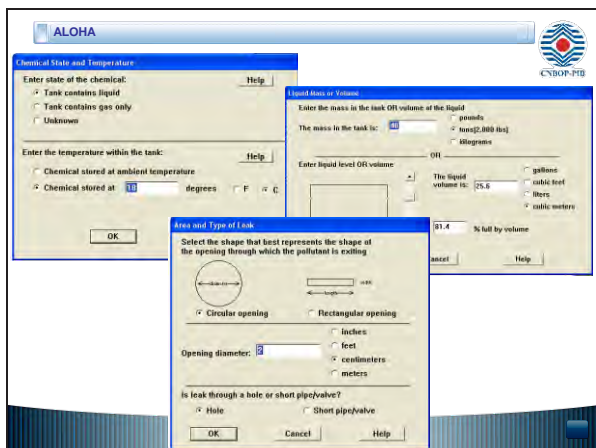 ALOHA
CNBOP-PIB
Chemical State and Temperature
Enter state of the chemical:
Help
Tank contains liquid
Tank contains gas only
Unknown
Enter the temperature within the tank:
Help
Chemical stored at ambient temperature
Chemical stored at
degrees
F
C
OK
Liquid Mass or Volume
Enter the mass in the tank OR volume of the liquid
The mass in the tank is:
pounds
tons(2,000 lbs)
kilograms
OR
Enter liquid level OR volume
The liquid
volume is:
25.6
gallons
cubic feet
liters
cubic meters
81.4
% full by volume
ancel
Help
Area and Type of Leak
Select the shape that best represents the shape of
the opening through which the pollutant is exiting
Circular opening
Rectangular opening
Opening diameter:
2
inches
feet
centimeters
meters
Is leak through a hole or short pipe/valve?
Hole
Short pipe/valve
OK
Cancel
Help